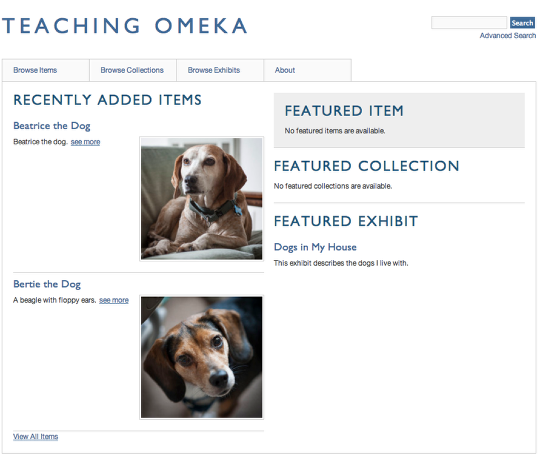 TEACHING OMEKA
Search
Advanced Search
Browse Items
Browse Collections
Browse Exhibits
About
RECENTLY ADDED ITEMS
Beatrice the Dog
Beatrice the dog. see more
Bertie the Dog
A beagle with floppy ears. see more
View All Items
FEATURED ITEM
No featured items are available.
FEATURED COLLECTION
No featured collections are available.
FEATURED EXHIBIT
Dogs in My House
This exhibit describes the dogs I live with.